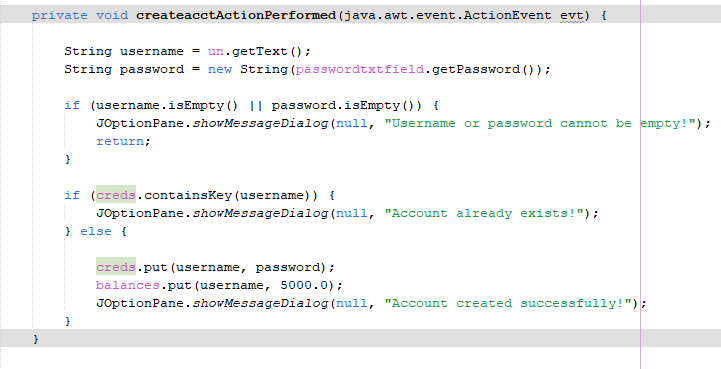 private void createacctActionPerformed(java.awt.event.ActionEvent evt) {
String username = un.getText();
String password = new String(passwordtxtfield.getPassword());
if (username.isEmpty() || password.isEmpty()) {
JOptionPane.showMessageDialog(null, "Username or password cannot be empty!");
return;
}
if (creds.containsKey(username)) {
JOptionPane.showMessageDialog(null, "Account already exists!");
} else {
creds.put(username, password);
balances.put(username, 5000.0);
JOptionPane.showMessageDialog(null, "Account created successfully!");
}
}